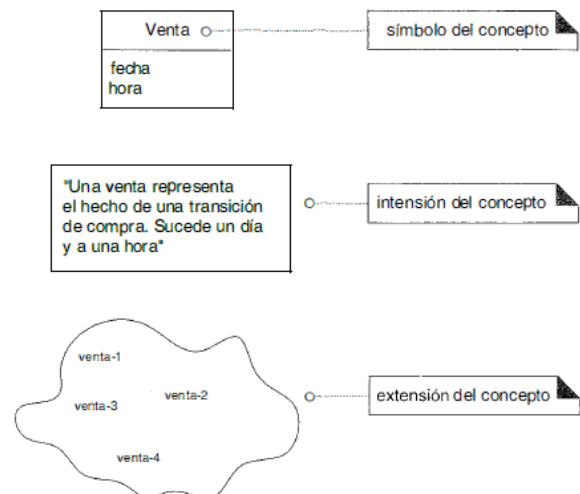 Venta
símbolo del concepto
fecha
hora
"Una venta representa
el hecho de una transición
de compra. Sucede un día
y a una hora"
intensión del concepto
venta-1
venta-2
venta-3
venta-4
extensión del concepto